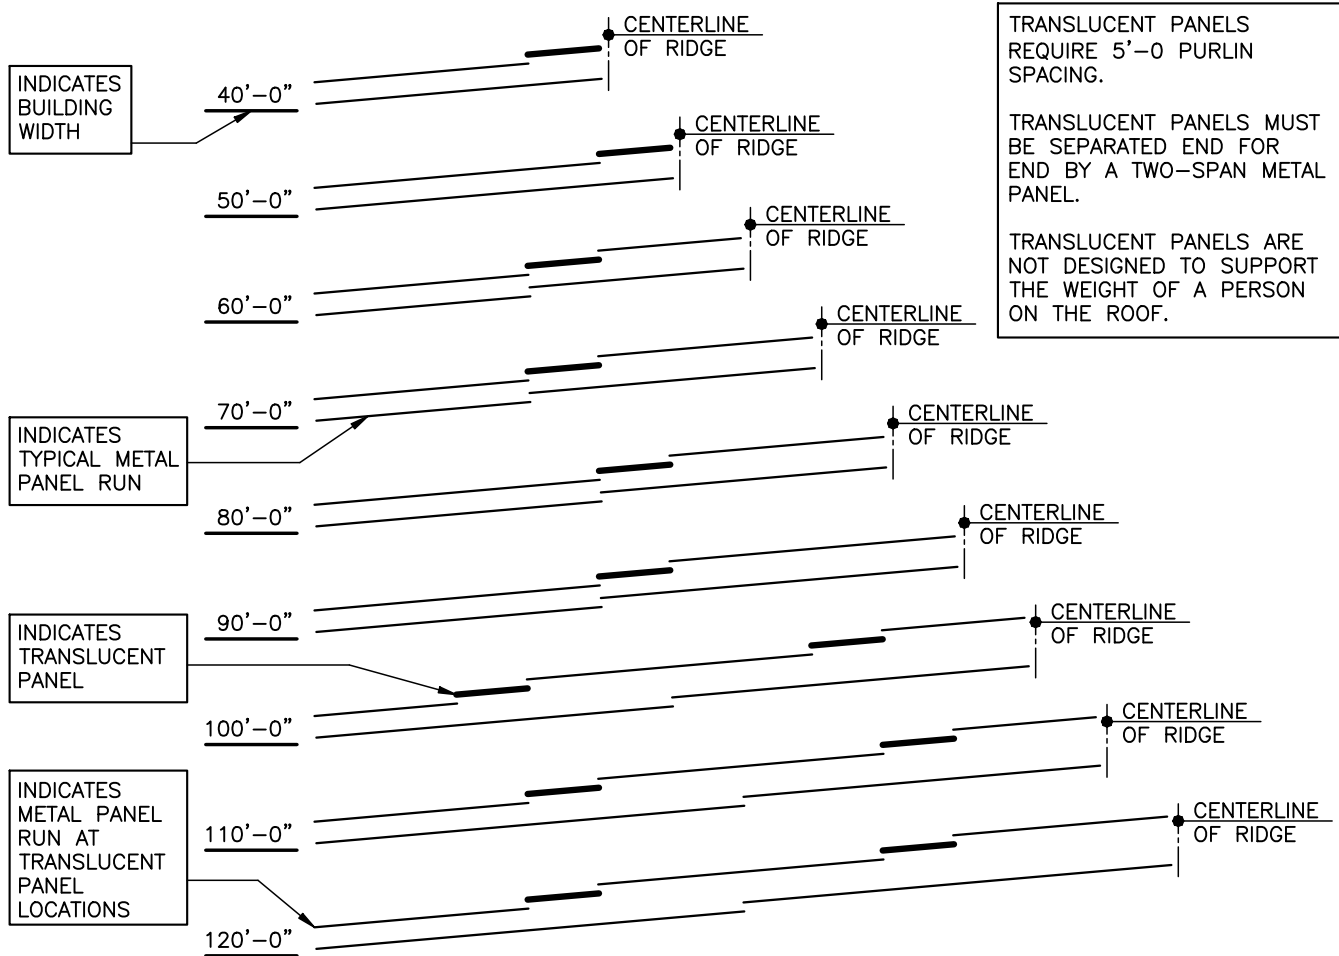 CENTERLINE
OF RIDGE
INDICATES
BUILDING
WIDTH
40'-0"
CENTERLINE
OF RIDGE
50'-0"
CENTERLINE
OF RIDGE
60'-0"
CENTERLINE
OF RIDGE
70'-0"
INDICATES
TYPICAL METAL
PANEL RUN
CENTERLINE
OF RIDGE
80'-0"
CENTERLINE
OF RIDGE
90'-0"
INDICATES
TRANSLUCENT
PANEL
CENTERLINE
OF RIDGE
100'-0"
CENTERLINE
OF RIDGE
110'-0"
INDICATES
METAL PANEL
RUN AT
TRANSLUCENT
PANEL
LOCATIONS
CENTERLINE
OF RIDGE
120'-0"
TRANSLUCENT PANELS
REQUIRE 5'-0 PURLIN
SPACING.
TRANSLUCENT PANELS MUST
BE SEPARATED END FOR
END BY A TWO-SPAN METAL
PANEL.
TRANSLUCENT PANELS ARE
NOT DESIGNED TO SUPPORT
THE WEIGHT OF A PERSON
ON THE ROOF.